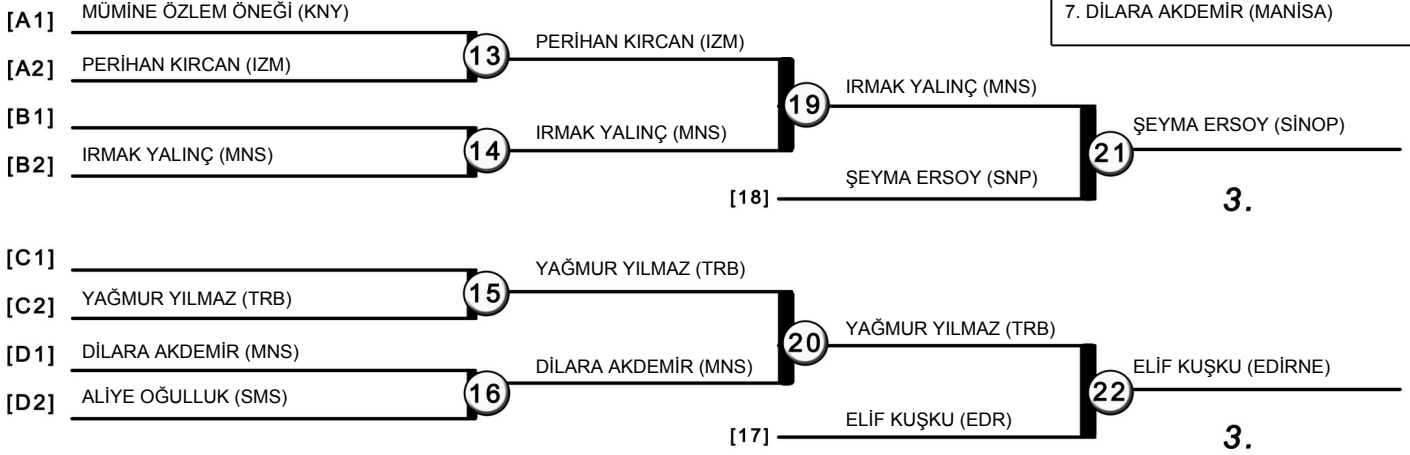 7. DİLARA AKDEMİR (MANİSA)
[A1] MÜMİNE ÖZLEM ÖNEĞİ (KNY)
13
PERİHAN KIRCAN (IZM)
[A2] PERİHAN KIRCAN (IZM)
19
IRMAK YALINÇ (MNS)
[B1]
14
IRMAK YALINÇ (MNS)
[B2] IRMAK YALINÇ (MNS)
21
ŞEYMA ERSOY (SİNOP)
[18] ŞEYMA ERSOY (SNP)
3.
[C1]
15
YAĞMUR YILMAZ (TRB)
[C2] YAĞMUR YILMAZ (TRB)
20
YAĞMUR YILMAZ (TRB)
[D1] DİLARA AKDEMİR (MNS)
16
DİLARA AKDEMİR (MNS)
[D2] ALİYE OĞULLUK (SMS)
22
ELİF KUŞKU (EDİRNE)
[17] ELİF KUŞKU (EDR)
3.